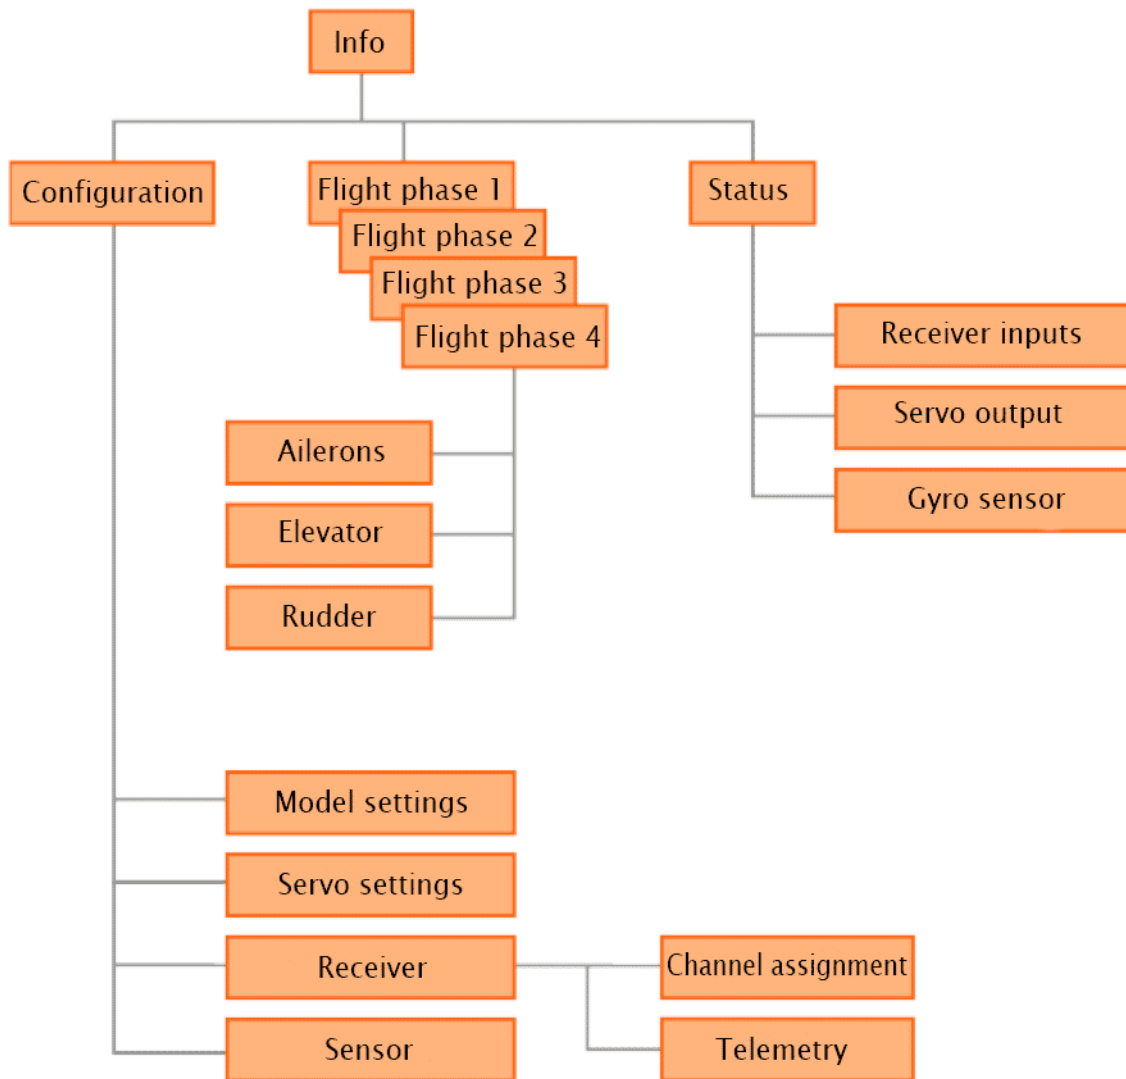 Info
Configuration
Flight phase 1
Status
Flight phase 2
Flight phase 3
Flight phase 4
Receiver inputs
Servo output
Gyro sensor
Ailerons
Elevator
Rudder
Model settings
Servo settings
Receiver
Channel assignment
Sensor
Telemetry